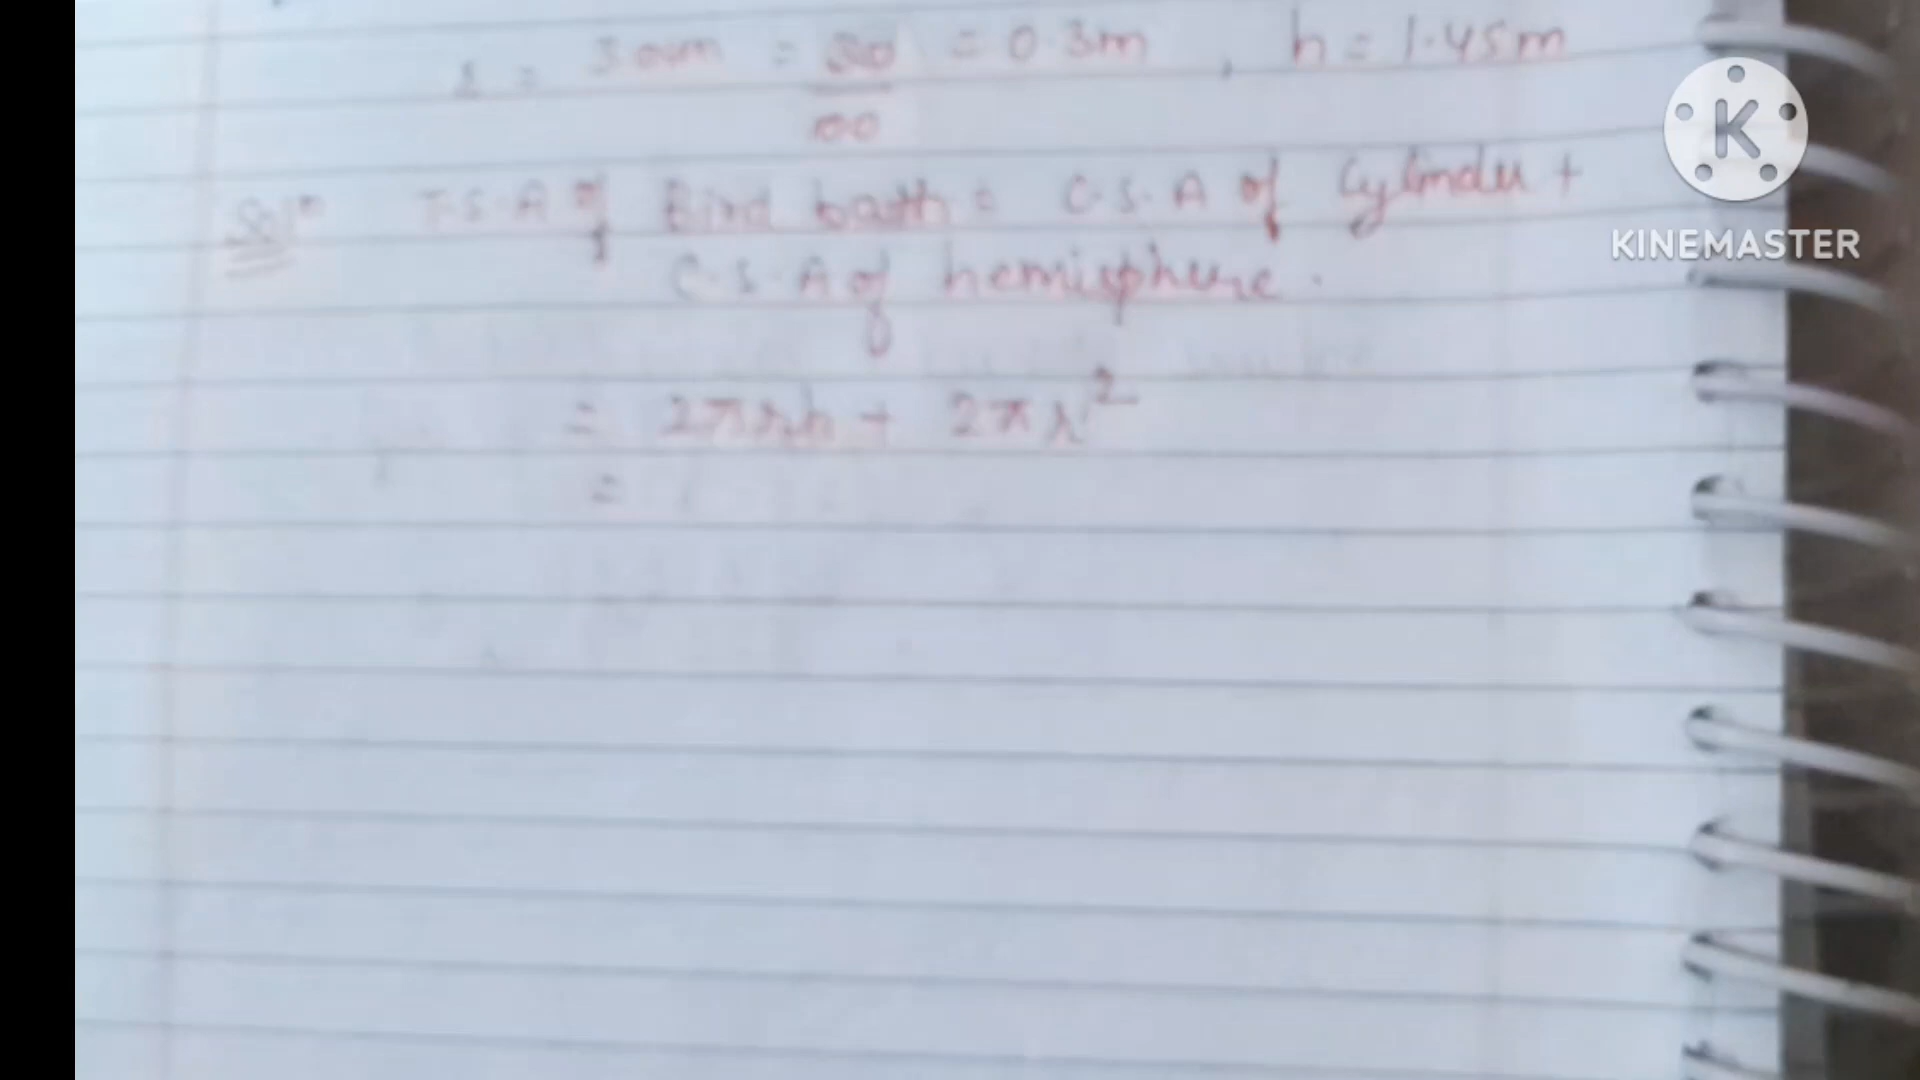 r = 30cm = 30/100 = 0.3m , h = 1.45m
Solⁿ T.S.A of Bird bath = C.S.A of Cylinder +
C.S.A of hemisphere.
= 2πrh + 2πr²
=
KINEMASTER